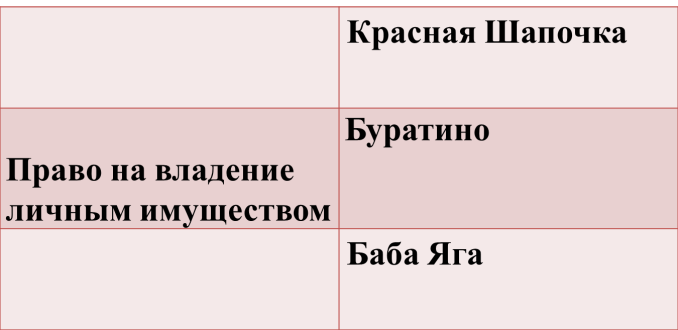 Красная Шапочка
Право на владение
личным имуществом
Буратино
Баба Яга